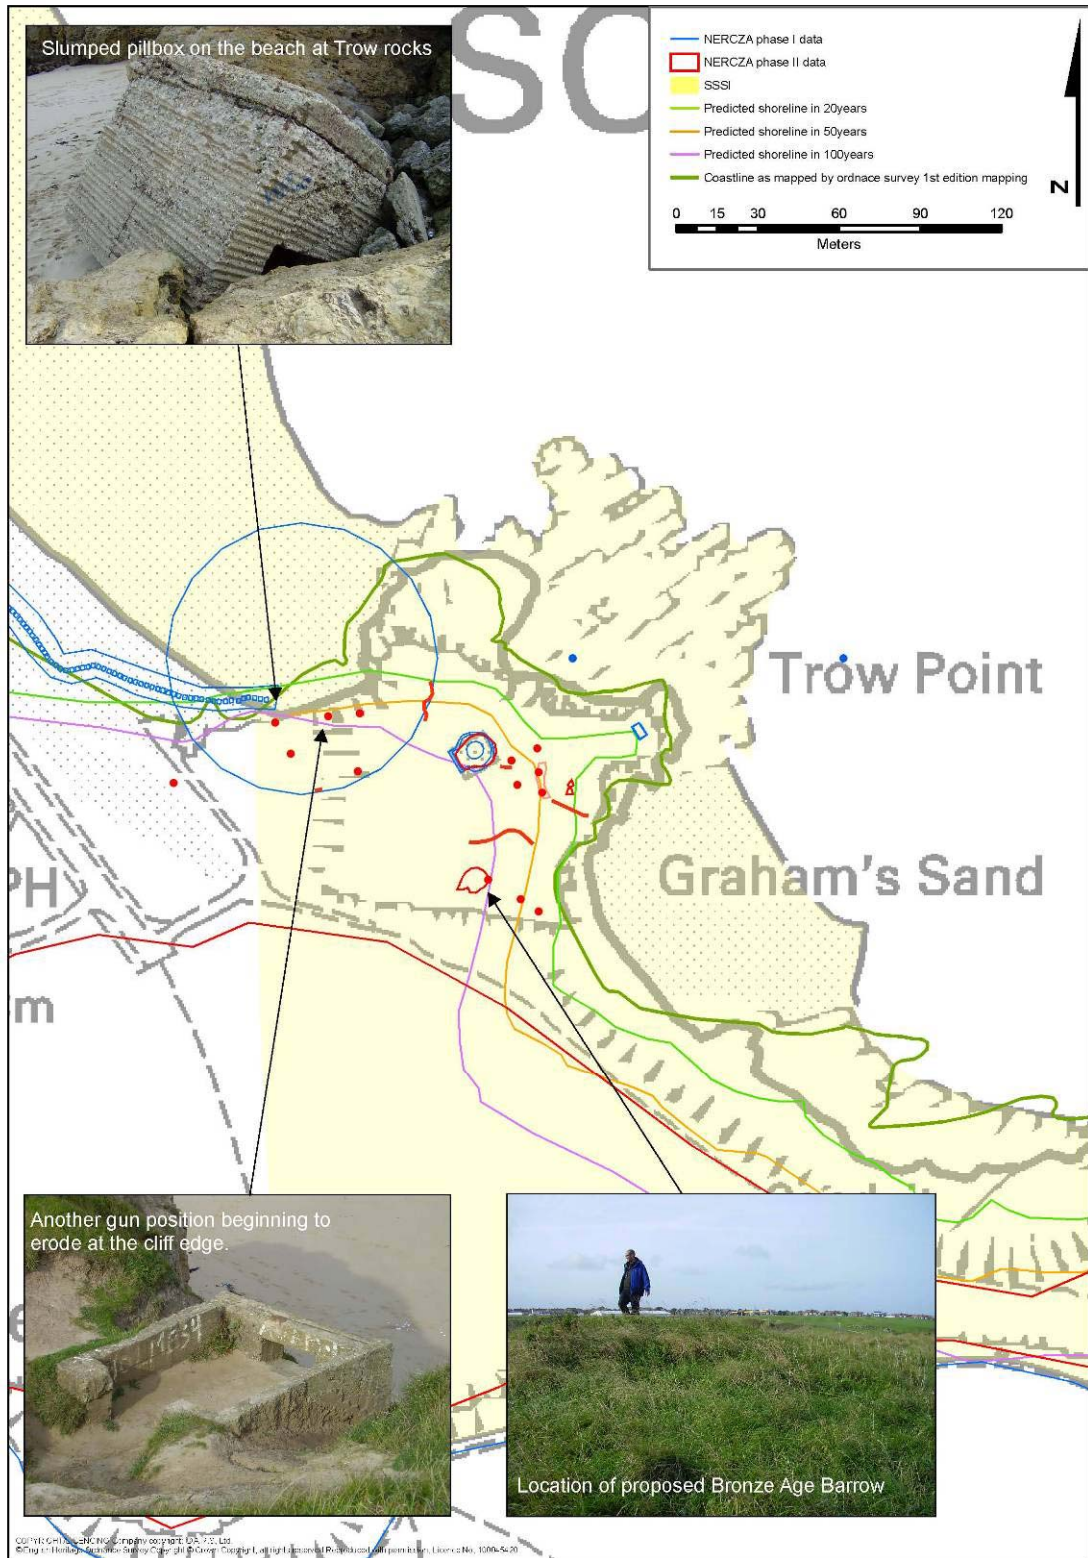 Slumped pillbox on the beach at Trow rocks
SO
NERCZA phase I data
NERCZA phase II data
SSSI
Predicted shoreline in 20years
Predicted shoreline in 50years
Predicted shoreline in 100years
Coastline as mapped by ordnace survey 1st edition mapping
0 15 30 60 90 120
Meters
N
Trow Point
Graham's Sand
PH
m
Another gun position beginning to
erode at the cliff edge.
Location of proposed Bronze Age Barrow